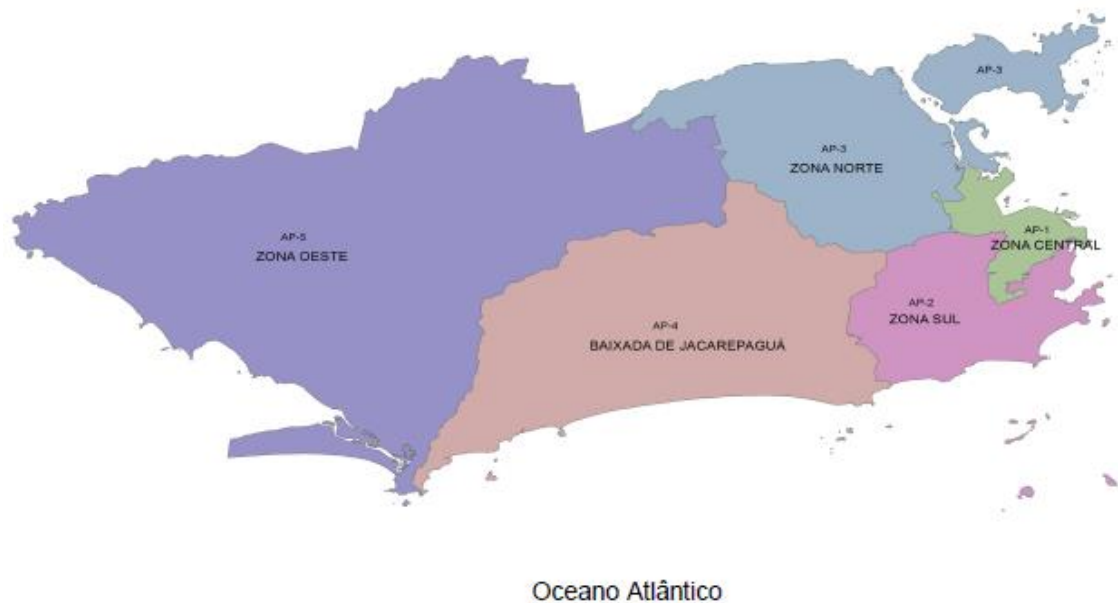 AP-3
AP-3
ZONA NORTE
AP-5
ZONA OESTE
AP-1
ZONA CENTRAL
AP-2
ZONA SUL
AP-4
BAIXADA DE JACAREPAGUÁ
Oceano Atlântico